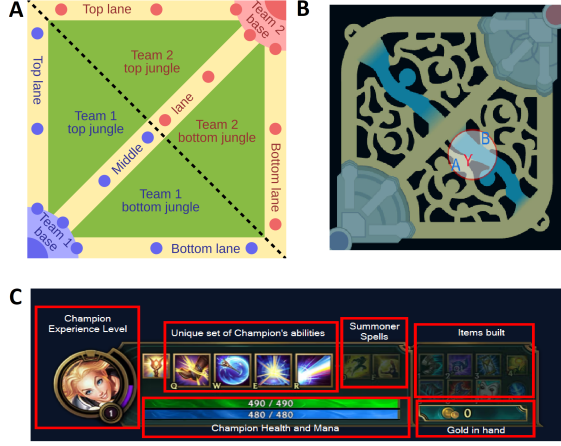 A
Top lane
Team 2
base
Top lane
Team 2
top jungle
lane
Team 1
top jungle
Team 2
bottom jungle
Middle
Bottom lane
Team 1
bottom jungle
Team 1
base
Bottom lane
B
B
A
Y
C
Champion
Experience Level
Unique set of Champion's abilities
Summoner
Spells
Items built
Q
W
E
R
1
490 / 490
480 / 480
0
Champion Health and Mana
Gold in hand